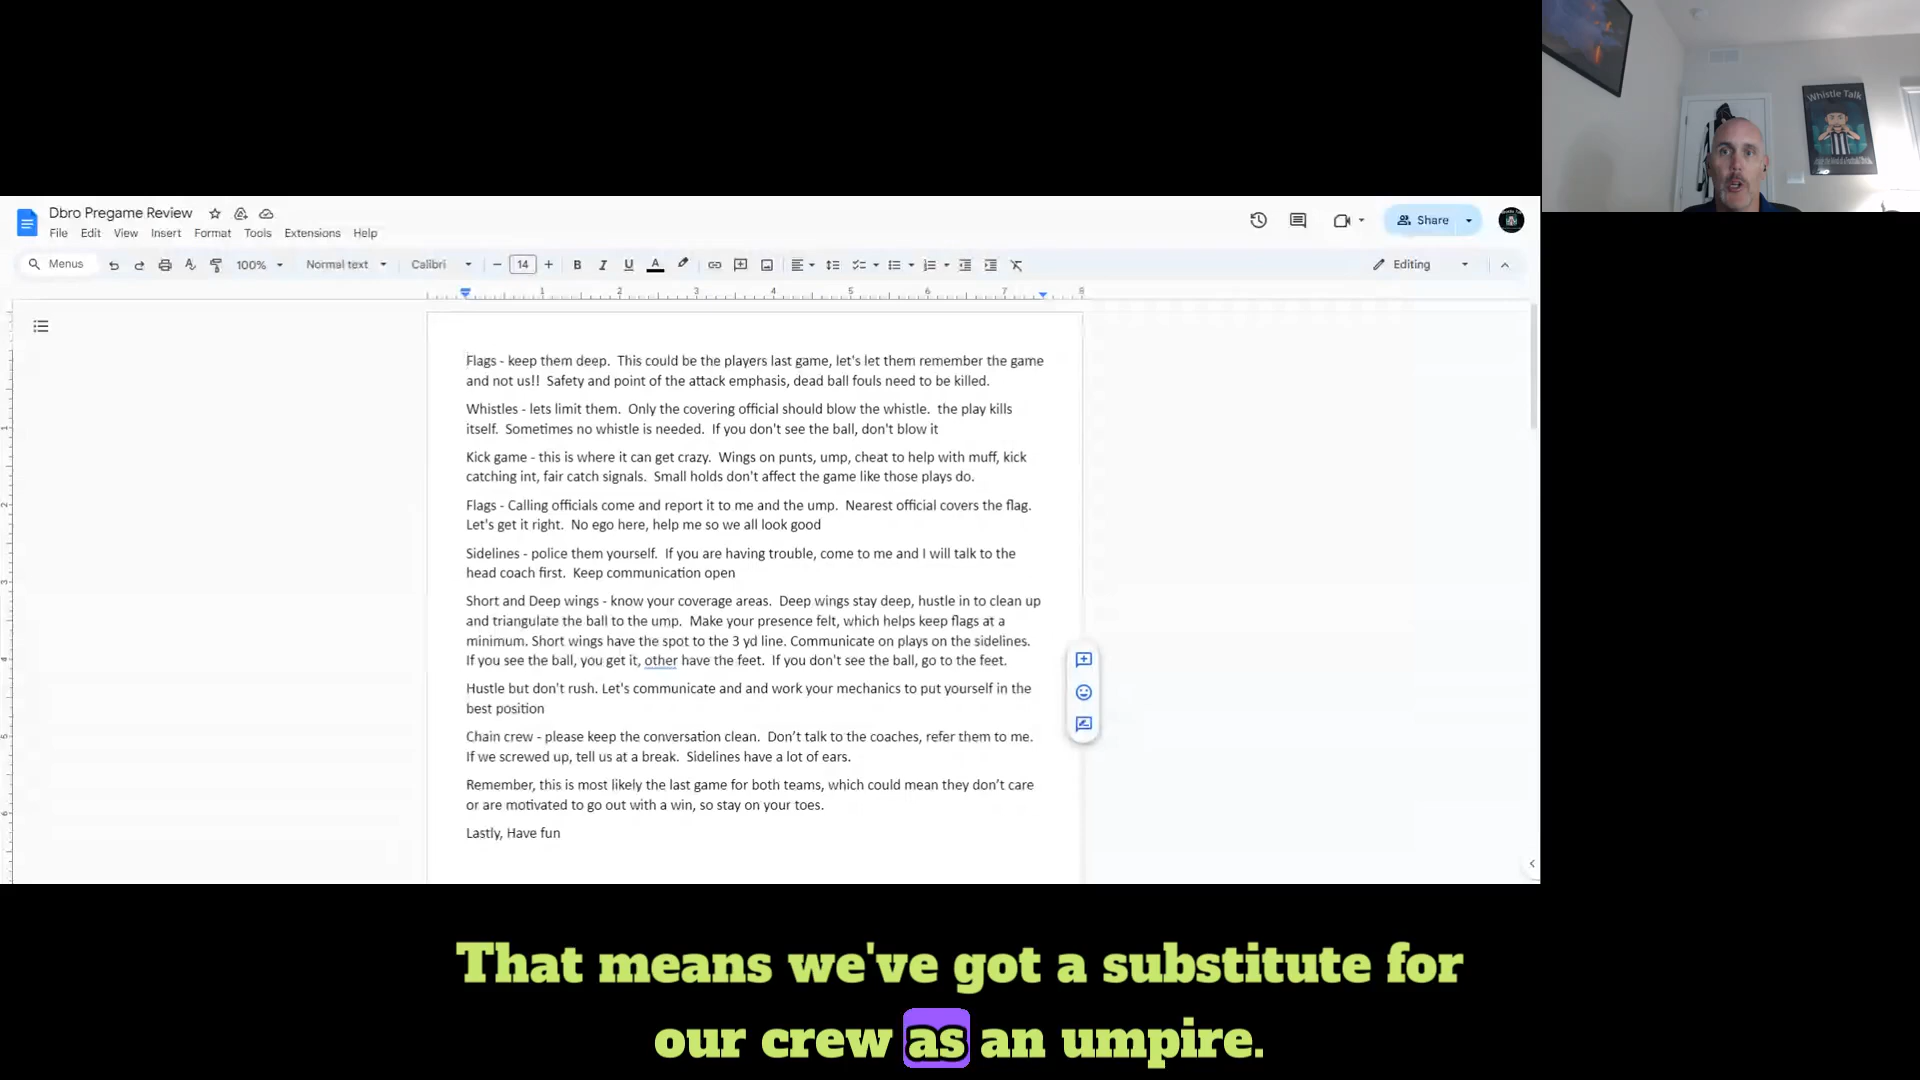 Whistle Talk
Dbro Pregame Review
File Edit View Insert Format Tools Extensions Help
Share
Menus 100% Normal text Calibri 14 Editing
1 2 3 4 5 6 7 8
Flags - keep them deep. This could be the players last game, let's let them remember the game
and not us!! Safety and point of the attack emphasis, dead ball fouls need to be killed.
Whistles - lets limit them. Only the covering official should blow the whistle. the play kills
itself. Sometimes no whistle is needed. If you don't see the ball, don't blow it
Kick game - this is where it can get crazy. Wings on punts, ump, cheat to help with muff, kick
catching int, fair catch signals. Small holds don't affect the game like those plays do.
Flags - Calling officials come and report it to me and the ump. Nearest official covers the flag.
Let's get it right. No ego here, help me so we all look good
Sidelines - police them yourself. If you are having trouble, come to me and I will talk to the
head coach first. Keep communication open
Short and Deep wings - know your coverage areas. Deep wings stay deep, hustle in to clean up
and triangulate the ball to the ump. Make your presence felt, which helps keep flags at a
minimum. Short wings have the spot to the 3 yd line. Communicate on plays on the sidelines.
If you see the ball, you get it, other have the feet. If you don't see the ball, go to the feet.
Hustle but don't rush. Let's communicate and and work your mechanics to put yourself in the
best position
Chain crew - please keep the conversation clean. Don't talk to the coaches, refer them to me.
If we screwed up, tell us at a break. Sidelines have a lot of ears.
Remember, this is most likely the last game for both teams, which could mean they don't care
or are motivated to go out with a win, so stay on your toes.
Lastly, Have fun
That means we've got a substitute for
our crew as an umpire.